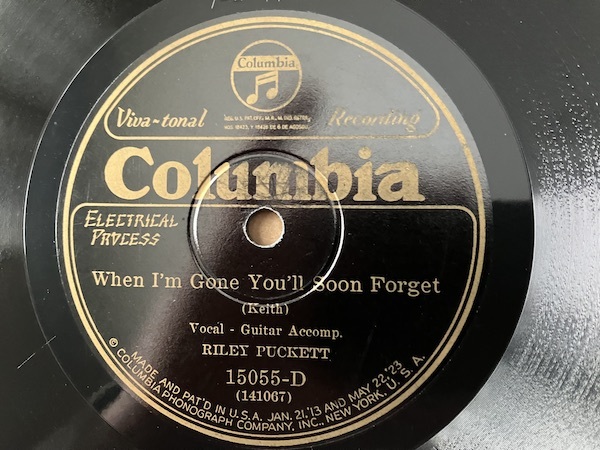 Columbia
Viva-tonal Recording
Columbia
ELECTRICAL
PROCESS
When I'm Gone You'll Soon Forget
(Keith)
Vocal - Guitar Accomp.
RILEY PUCKETT
15055-D
(141067)
MADE AND PAT'D IN U.S.A. JAN. 21,'13 AND MAY 22,'23
© COLUMBIA PHONOGRAPH COMPANY, INC., NEW YORK, U.S.A.